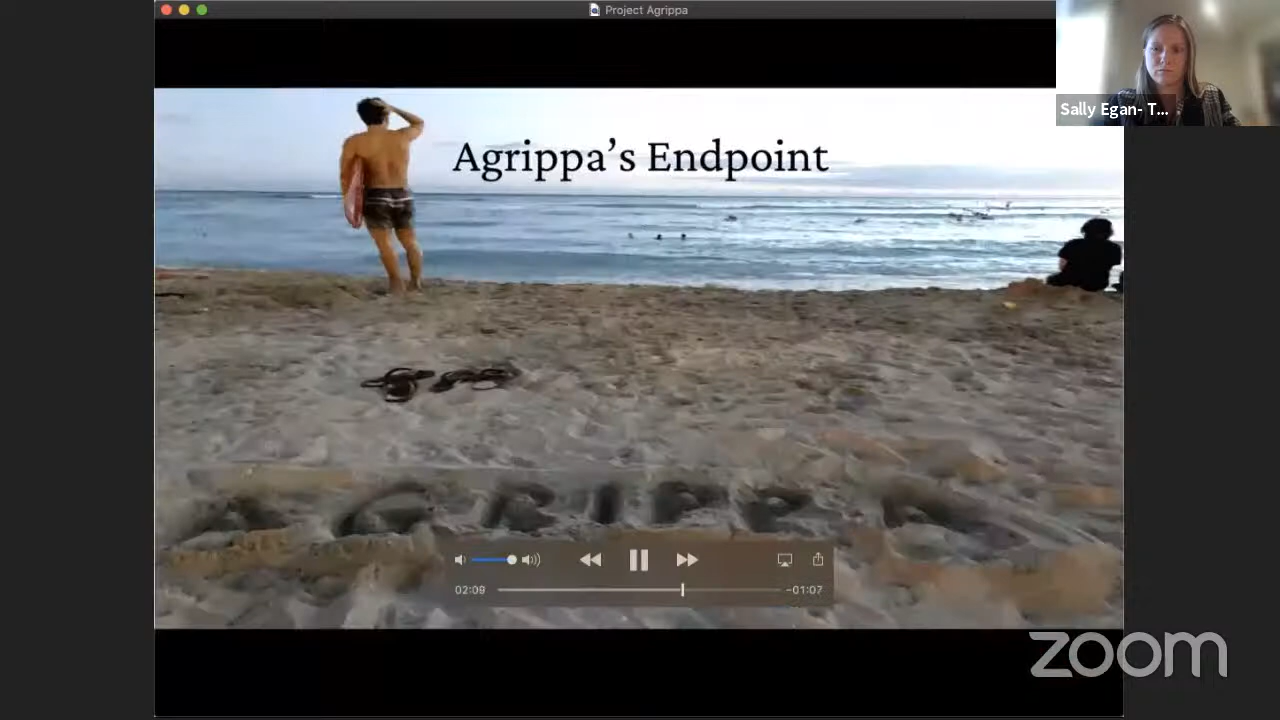 Project Agrippa
Sally Egan- T...
Agrippa's Endpoint
AGRIPPA
02:09
-01:07
zoom